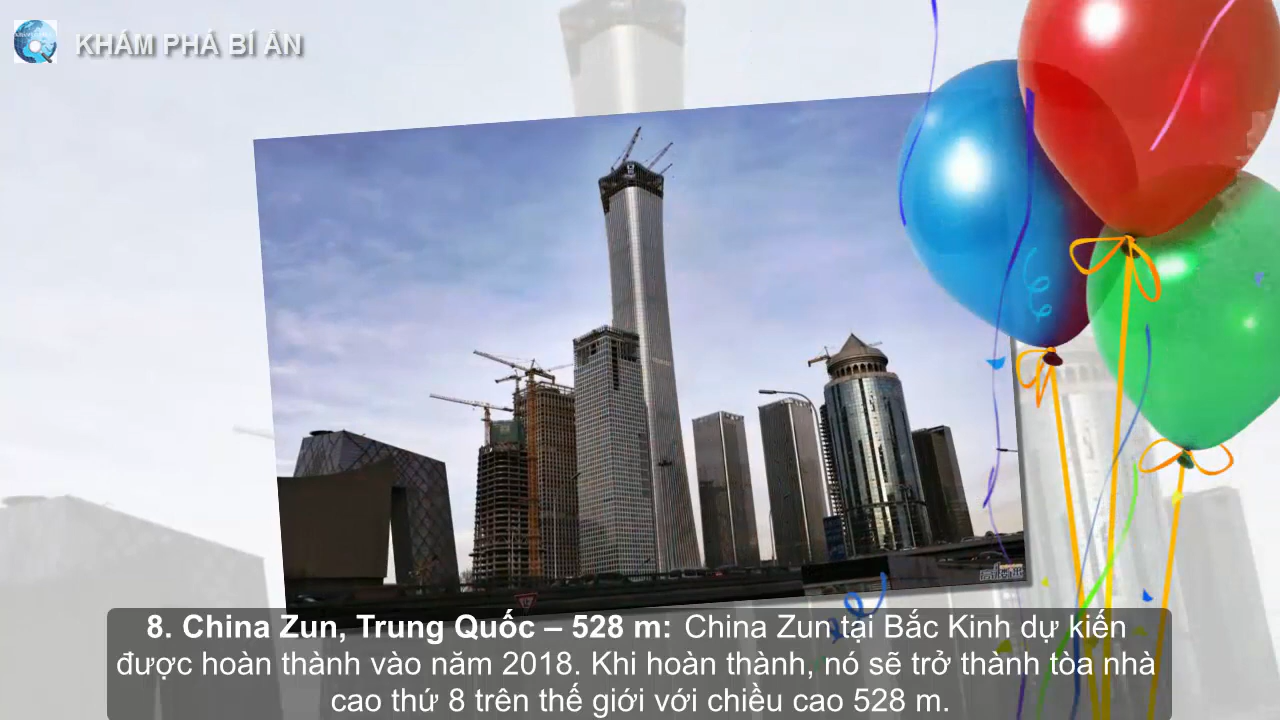 KHÁM PHÁ BÍ ẨN
8. China Zun, Trung Quốc – 528 m: China Zun tại Bắc Kinh dự kiến
được hoàn thành vào năm 2018. Khi hoàn thành, nó sẽ trở thành tòa nhà
cao thứ 8 trên thế giới với chiều cao 528 m.